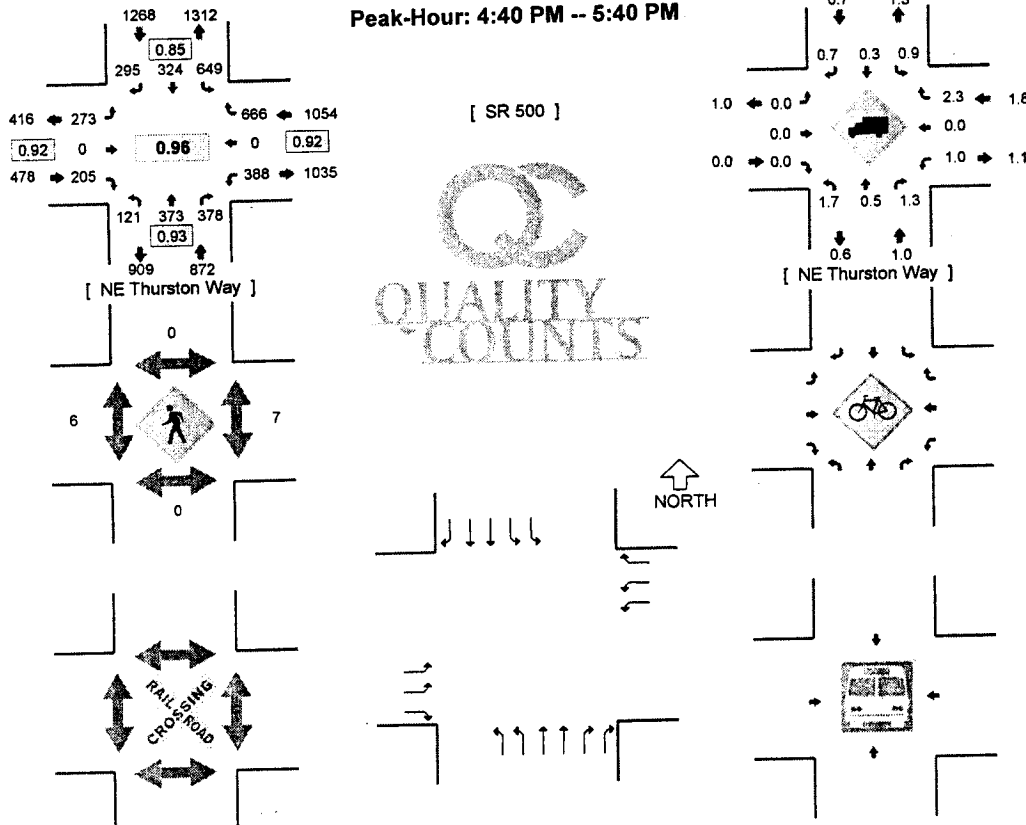 Peak-Hour: 4:40 PM -- 5:40 PM
1268 1312
0.85
295 324 649
416 273 666 1054
0.92 0 0.96 0 0.92
478 205 388 1035
121 373 378
0.93
909 872
[ NE Thurston Way ]
[ SR 500 ]
QC
QUALITY
COUNTS
0.7 0.3 0.9
1.0 0.0 2.3
0.0 0.0
0.0 0.0 1.0 1.1
1.7 0.5 1.3
0.6 1.0
[ NE Thurston Way ]
0
6 7
0
NORTH
RAIL ROAD
CROSSING